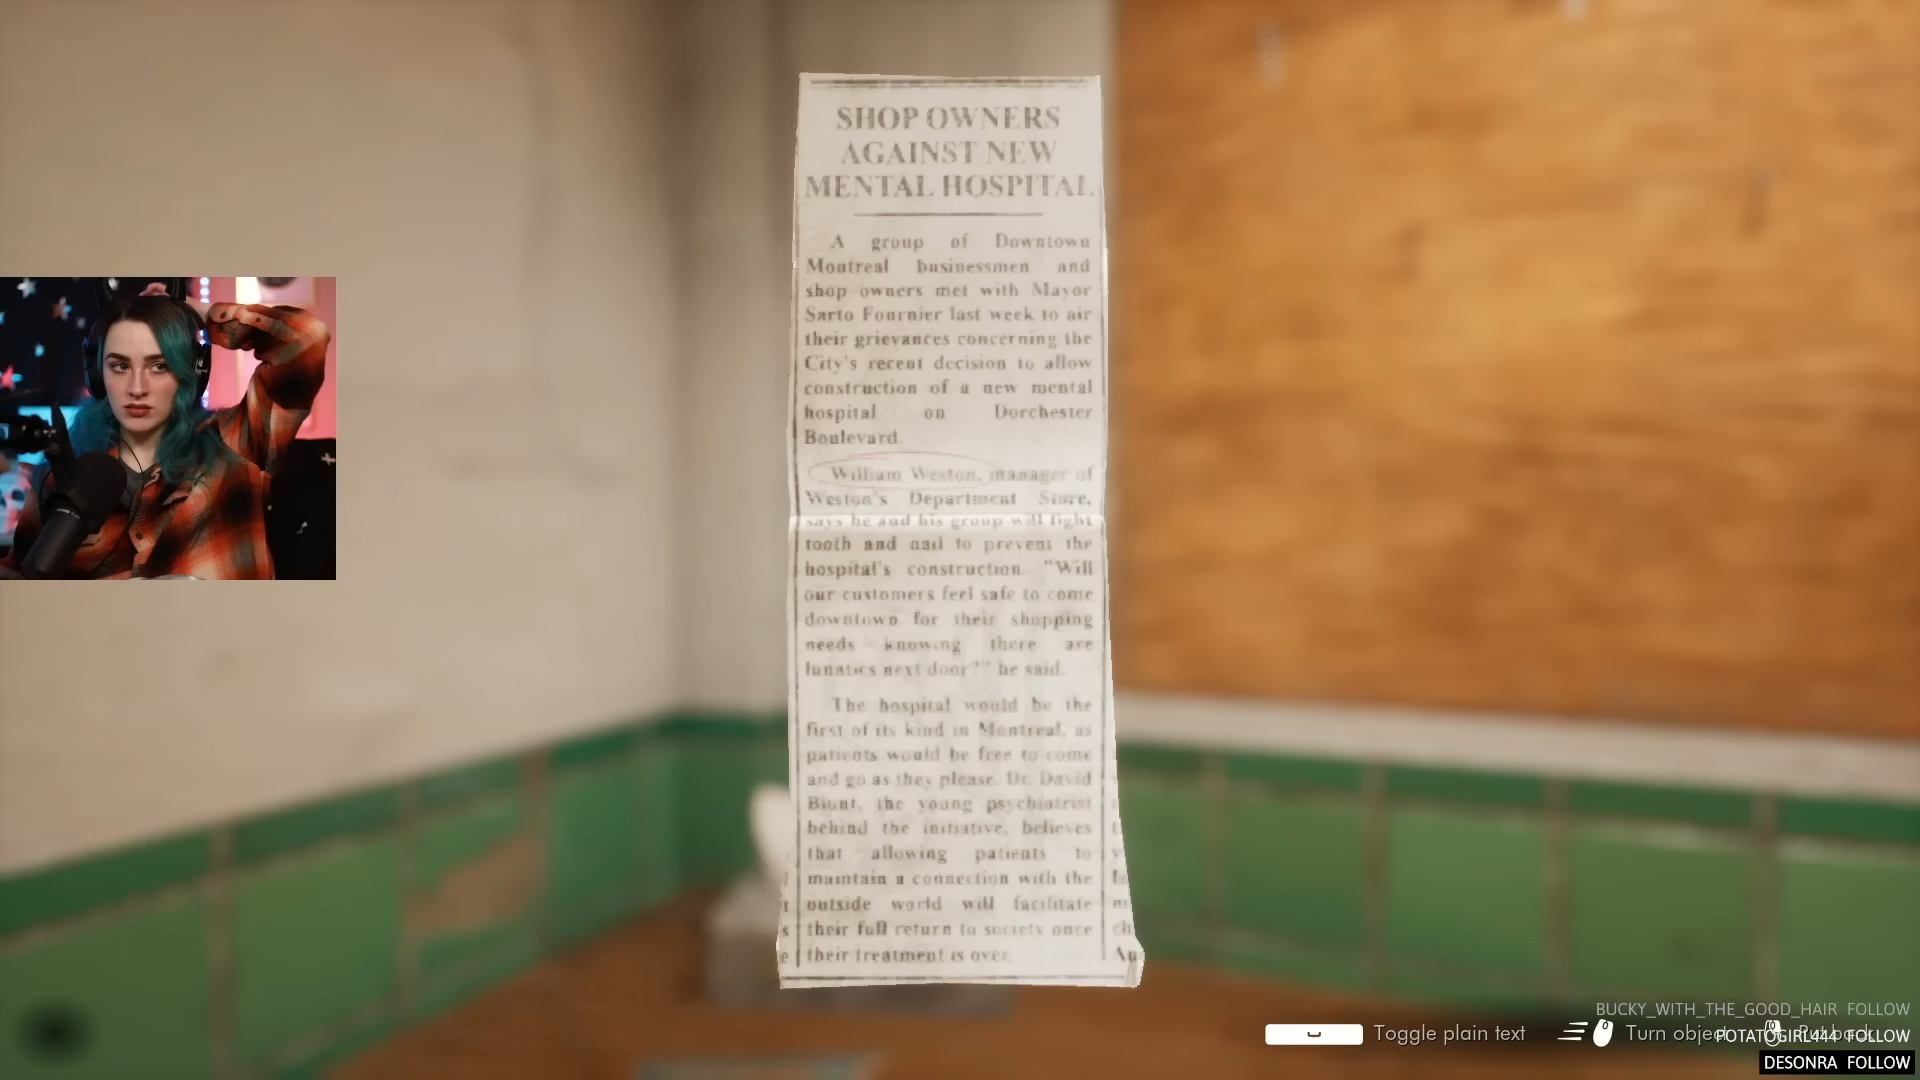 SHOP OWNERS
AGAINST NEW
MENTAL HOSPITAL
A group of Downtown
Montreal businessmen and
shop owners met with Mayor
Sarto Fournier last week to air
their grievances concerning the
City's recent decision to allow
construction of a new mental
hospital on Dorchester
Boulevard.
William Weston, manager of
Weston's Department Store,
says he and his group will fight
tooth and nail to prevent the
hospital's construction. "Will
our customers feel safe to come
downtown for their shopping
needs knowing there are
lunatics next door?" he said.
The hospital would be the
first of its kind in Montreal, as
patients would be free to come
and go as they please. Dr. David
Blunt, the young psychiatrist
behind the initiative, believes
that allowing patients to
maintain a connection with the
outside world will facilitate
their full return to society once
their treatment is over.
BUCKY_WITH_THE_GOOD_HAIR FOLLOW
Toggle plain text
Turn object
POTATOGIRL444 FOLLOW
DESONRA FOLLOW